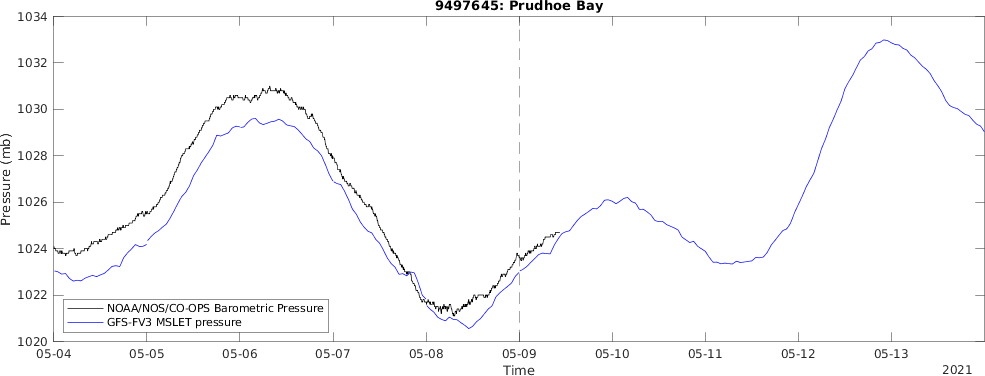 9497645: Prudhoe Bay
Pressure (mb)
1034
1032
1030
1028
1026
1024
1022
1020
NOAA/NOS/CO-OPS Barometric Pressure
GFS-FV3 MSLET pressure
05-04 05-05 05-06 05-07 05-08 05-09 05-10 05-11 05-12 05-13
Time
2021